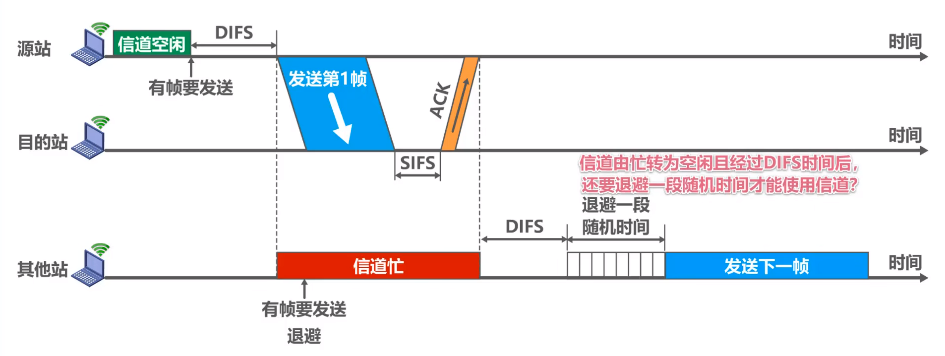 源站
信道空闲
DIFS
时间
有帧要发送
发送第1帧
ACK
目的站
时间
SIFS
信道由忙转为空闲且经过DIFS时间后，
还要退避一段随机时间才能使用信道？
退避一段
随机时间
DIFS
其他站
信道忙
发送下一帧
时间
有帧要发送
退避